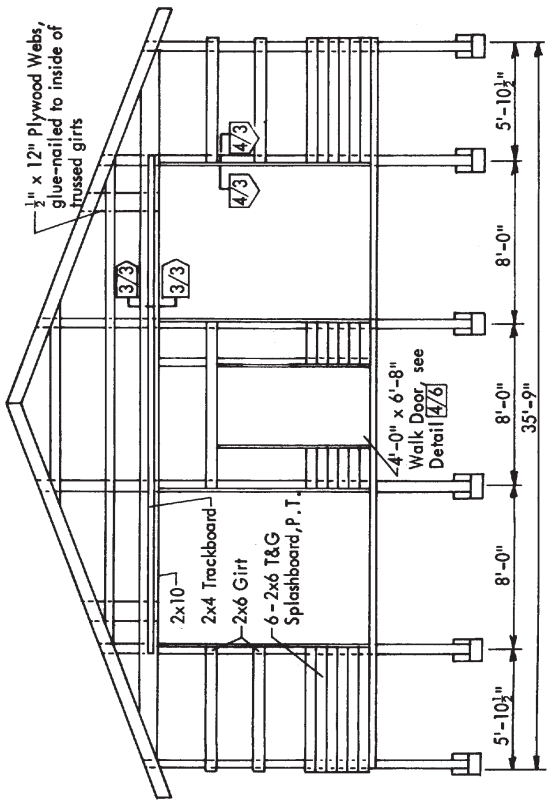 ½" x 12" Plywood Webs,
glue-nailed to inside of
trussed girts
3/3
3/3
4/3
4/3
2x10
2x4 Trackboard
2x6 Girt
6-2x6 T&G
Splashboard, P.T.
4'-0" x 6'-8"
Walk Door, see
Detail 4/6
5'-10½"
8'-0"
8'-0"
8'-0"
5'-10½"
35'-9"